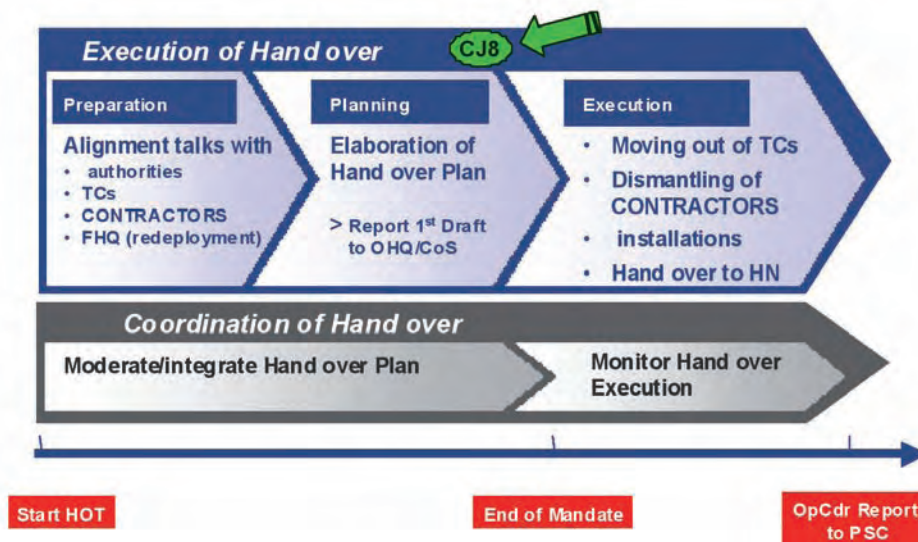 Execution of Hand over
CJ8
Preparation
Alignment talks with
• authorities
• TCs
• CONTRACTORS
• FHQ (redeployment)
Planning
Elaboration of
Hand over Plan
> Report 1st Draft
to OHQ/CoS
Execution
• Moving out of TCs
• Dismantling of
CONTRACTORS
• installations
• Hand over to HN
Coordination of Hand over
Moderate/integrate Hand over Plan
Monitor Hand over
Execution
Start HOT
End of Mandate
OpCdr Report
to PSC